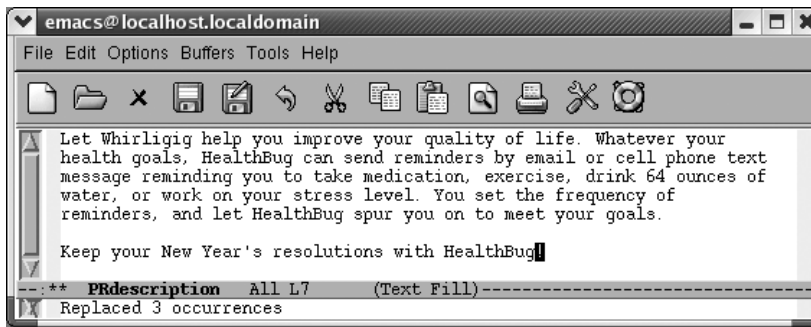 emacs@localhost.localdomain
File Edit Options Buffers Tools Help
Let Whirligig help you improve your quality of life. Whatever your
health goals, HealthBug can send reminders by email or cell phone text
message reminding you to take medication, exercise, drink 64 ounces of
water, or work on your stress level. You set the frequency of
reminders, and let HealthBug spur you on to meet your goals.
Keep your New Year's resolutions with HealthBug!
--:** PRdescription All L7 (Text Fill)----------------------------------
Replaced 3 occurrences